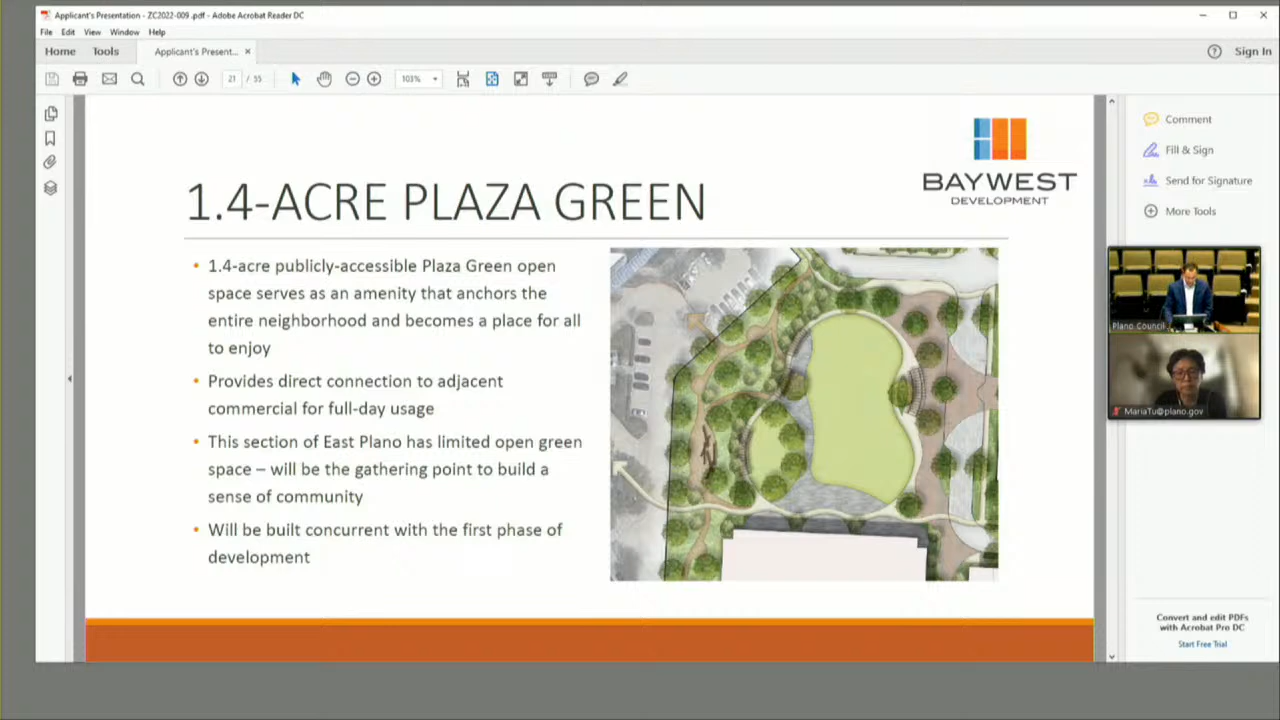 Applicant's Presentation - ZC2022-009 .pdf - Adobe Acrobat Reader DC
File Edit View Window Help
Home Tools Applicant's Present... ×
Sign In
21 / 55
103%
1.4-ACRE PLAZA GREEN
BAYWEST
DEVELOPMENT
• 1.4-acre publicly-accessible Plaza Green open
space serves as an amenity that anchors the
entire neighborhood and becomes a place for all
to enjoy
• Provides direct connection to adjacent
commercial for full-day usage
• This section of East Plano has limited open green
space – will be the gathering point to build a
sense of community
• Will be built concurrent with the first phase of
development
Comment
Fill & Sign
Send for Signature
More Tools
Plano Council
MariaTu@plano.gov
Convert and edit PDFs
with Acrobat Pro DC
Start Free Trial